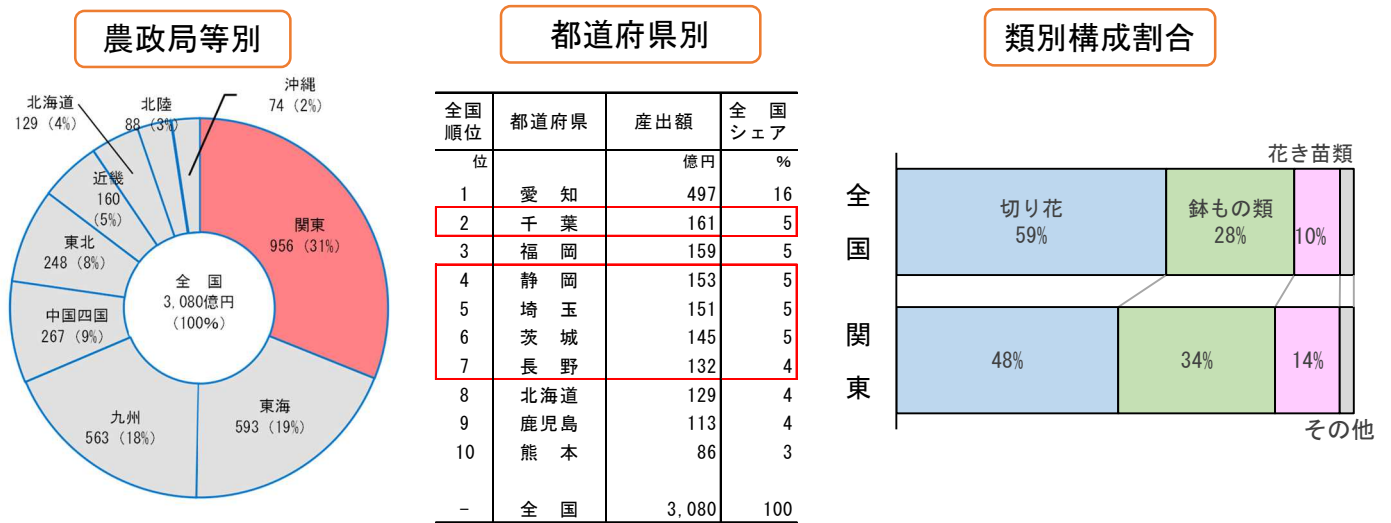 農政局等別
沖縄
74（2%）
北海道
129（4%）
北陸
88（3%）
近畿
160
（5%）
関東
956（31%）
東北
248（8%）
全　国
3,080億円
（100%）
中国四国
267（9%）
九州
563（18%）
東海
593（19%）
都道府県別
全国順位 都道府県 産出額 全　国シェア
位 億円 %
1 愛　知 497 16
2 千　葉 161 5
3 福　岡 159 5
4 静　岡 153 5
5 埼　玉 151 5
6 茨　城 145 5
7 長　野 132 4
8 北海道 129 4
9 鹿児島 113 4
10 熊　本 86 3
－ 全　国 3,080 100
類別構成割合
花き苗類
全国
切り花
59%
鉢もの類
28%
10%
関東
48%
34%
14%
その他